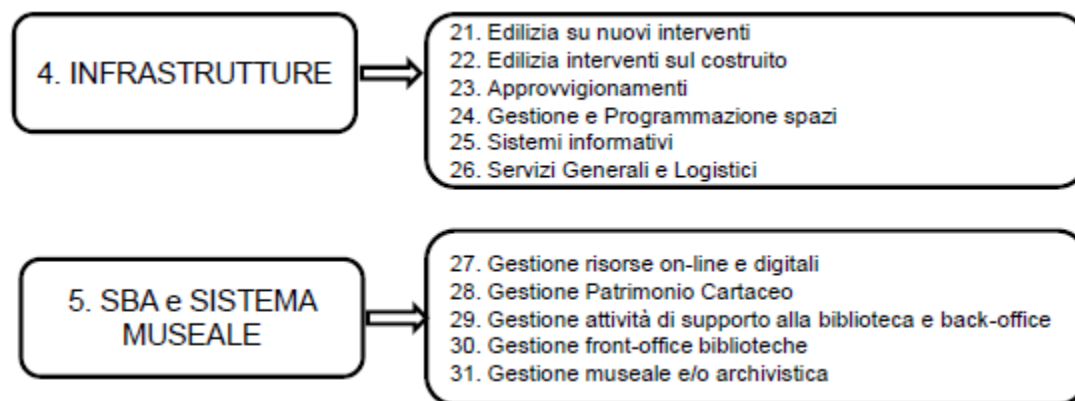 4. INFRASTRUTTURE
21. Edilizia su nuovi interventi
22. Edilizia interventi sul costruito
23. Approvvigionamenti
24. Gestione e Programmazione spazi
25. Sistemi informativi
26. Servizi Generali e Logistici
5. SBA e SISTEMA
MUSEALE
27. Gestione risorse on-line e digitali
28. Gestione Patrimonio Cartaceo
29. Gestione attività di supporto alla biblioteca e back-office
30. Gestione front-office biblioteche
31. Gestione museale e/o archivistica